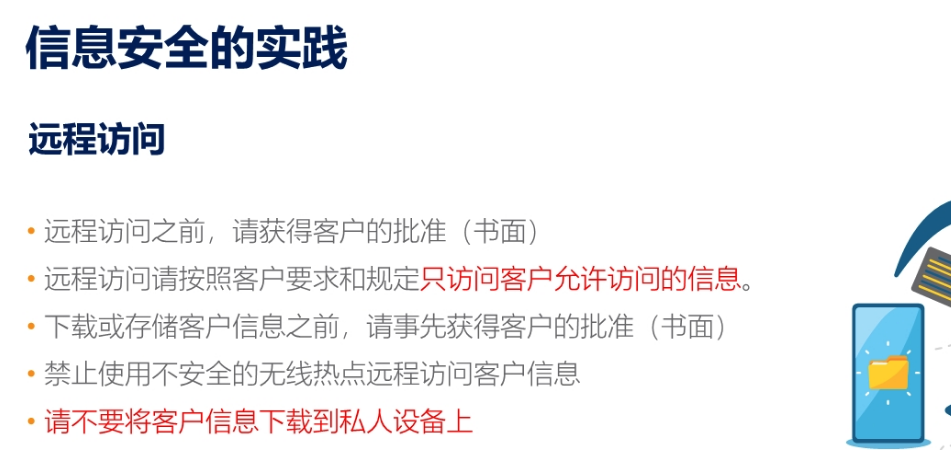 信息安全的实践
远程访问
• 远程访问之前，请获得客户的批准（书面）
• 远程访问请按照客户要求和规定只访问客户允许访问的信息。
• 下载或存储客户信息之前，请事先获得客户的批准（书面）
• 禁止使用不安全的无线热点远程访问客户信息
• 请不要将客户信息下载到私人设备上